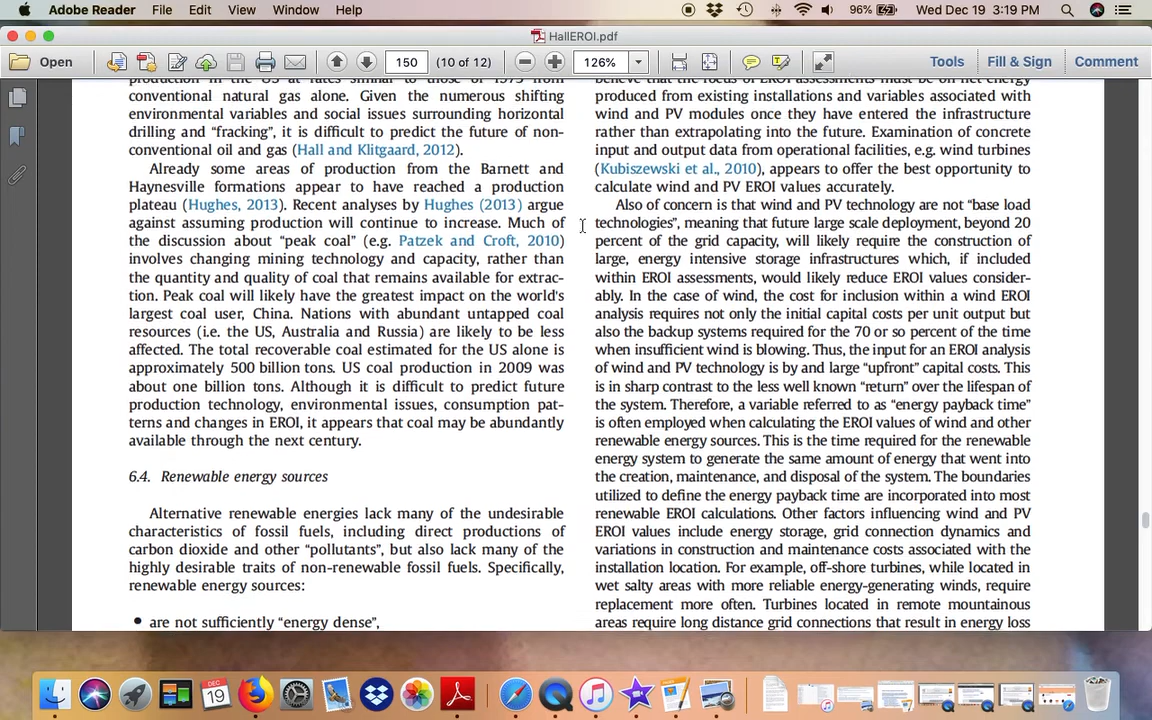 Adobe Reader File Edit View Window Help 96% Wed Dec 19 3:19 PM
HallEROI.pdf
Open 150 (10 of 12) 126% Tools Fill & Sign Comment
conventional natural gas alone. Given the numerous shifting
environmental variables and social issues surrounding horizontal
drilling and “fracking”, it is difficult to predict the future of non-
conventional oil and gas (Hall and Klitgaard, 2012).
Already some areas of production from the Barnett and
Haynesville formations appear to have reached a production
plateau (Hughes, 2013). Recent analyses by Hughes (2013) argue
against assuming production will continue to increase. Much of
the discussion about “peak coal” (e.g. Patzek and Croft, 2010)
involves changing mining technology and capacity, rather than
the quantity and quality of coal that remains available for extrac-
tion. Peak coal will likely have the greatest impact on the world's
largest coal user, China. Nations with abundant untapped coal
resources (i.e. the US, Australia and Russia) are likely to be less
affected. The total recoverable coal estimated for the US alone is
approximately 500 billion tons. US coal production in 2009 was
about one billion tons. Although it is difficult to predict future
production technology, environmental issues, consumption pat-
terns and changes in EROI, it appears that coal may be abundantly
available through the next century.
6.4. Renewable energy sources
Alternative renewable energies lack many of the undesirable
characteristics of fossil fuels, including direct productions of
carbon dioxide and other “pollutants”, but also lack many of the
highly desirable traits of non-renewable fossil fuels. Specifically,
renewable energy sources:
• are not sufficiently “energy dense”,
produced from existing installations and variables associated with
wind and PV modules once they have entered the infrastructure
rather than extrapolating into the future. Examination of concrete
input and output data from operational facilities, e.g. wind turbines
(Kubiszewski et al., 2010), appears to offer the best opportunity to
calculate wind and PV EROI values accurately.
Also of concern is that wind and PV technology are not “base load
technologies”, meaning that future large scale deployment, beyond 20
percent of the grid capacity, will likely require the construction of
large, energy intensive storage infrastructures which, if included
within EROI assessments, would likely reduce EROI values consider-
ably. In the case of wind, the cost for inclusion within a wind EROI
analysis requires not only the initial capital costs per unit output but
also the backup systems required for the 70 or so percent of the time
when insufficient wind is blowing. Thus, the input for an EROI analysis
of wind and PV technology is by and large “upfront” capital costs. This
is in sharp contrast to the less well known “return” over the lifespan of
the system. Therefore, a variable referred to as “energy payback time”
is often employed when calculating the EROI values of wind and other
renewable energy sources. This is the time required for the renewable
energy system to generate the same amount of energy that went into
the creation, maintenance, and disposal of the system. The boundaries
utilized to define the energy payback time are incorporated into most
renewable EROI calculations. Other factors influencing wind and PV
EROI values include energy storage, grid connection dynamics and
variations in construction and maintenance costs associated with the
installation location. For example, off-shore turbines, while located in
wet salty areas with more reliable energy-generating winds, require
replacement more often. Turbines located in remote mountainous
areas require long distance grid connections that result in energy loss
DEC
19